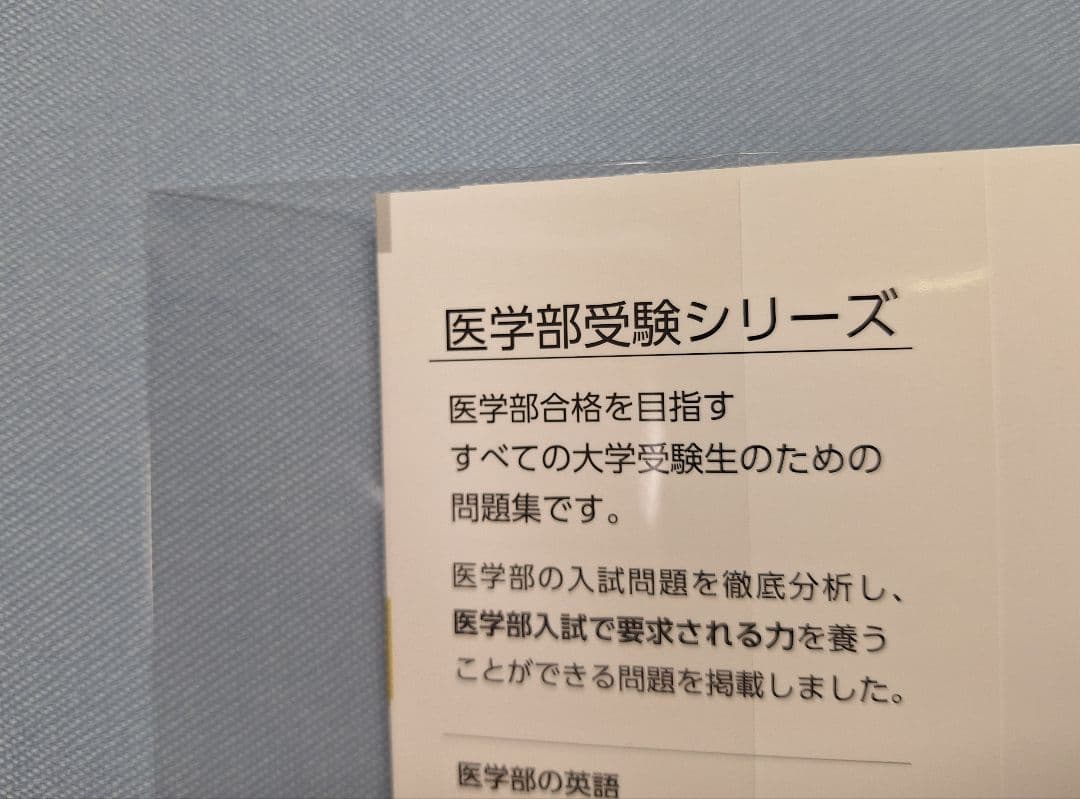 医学部受験シリーズ
医学部合格を目指す
すべての大学受験生のための
問題集です。
医学部の入試問題を徹底分析し、
医学部入試で要求される力を養う
ことができる問題を掲載しました。
医学部の英語